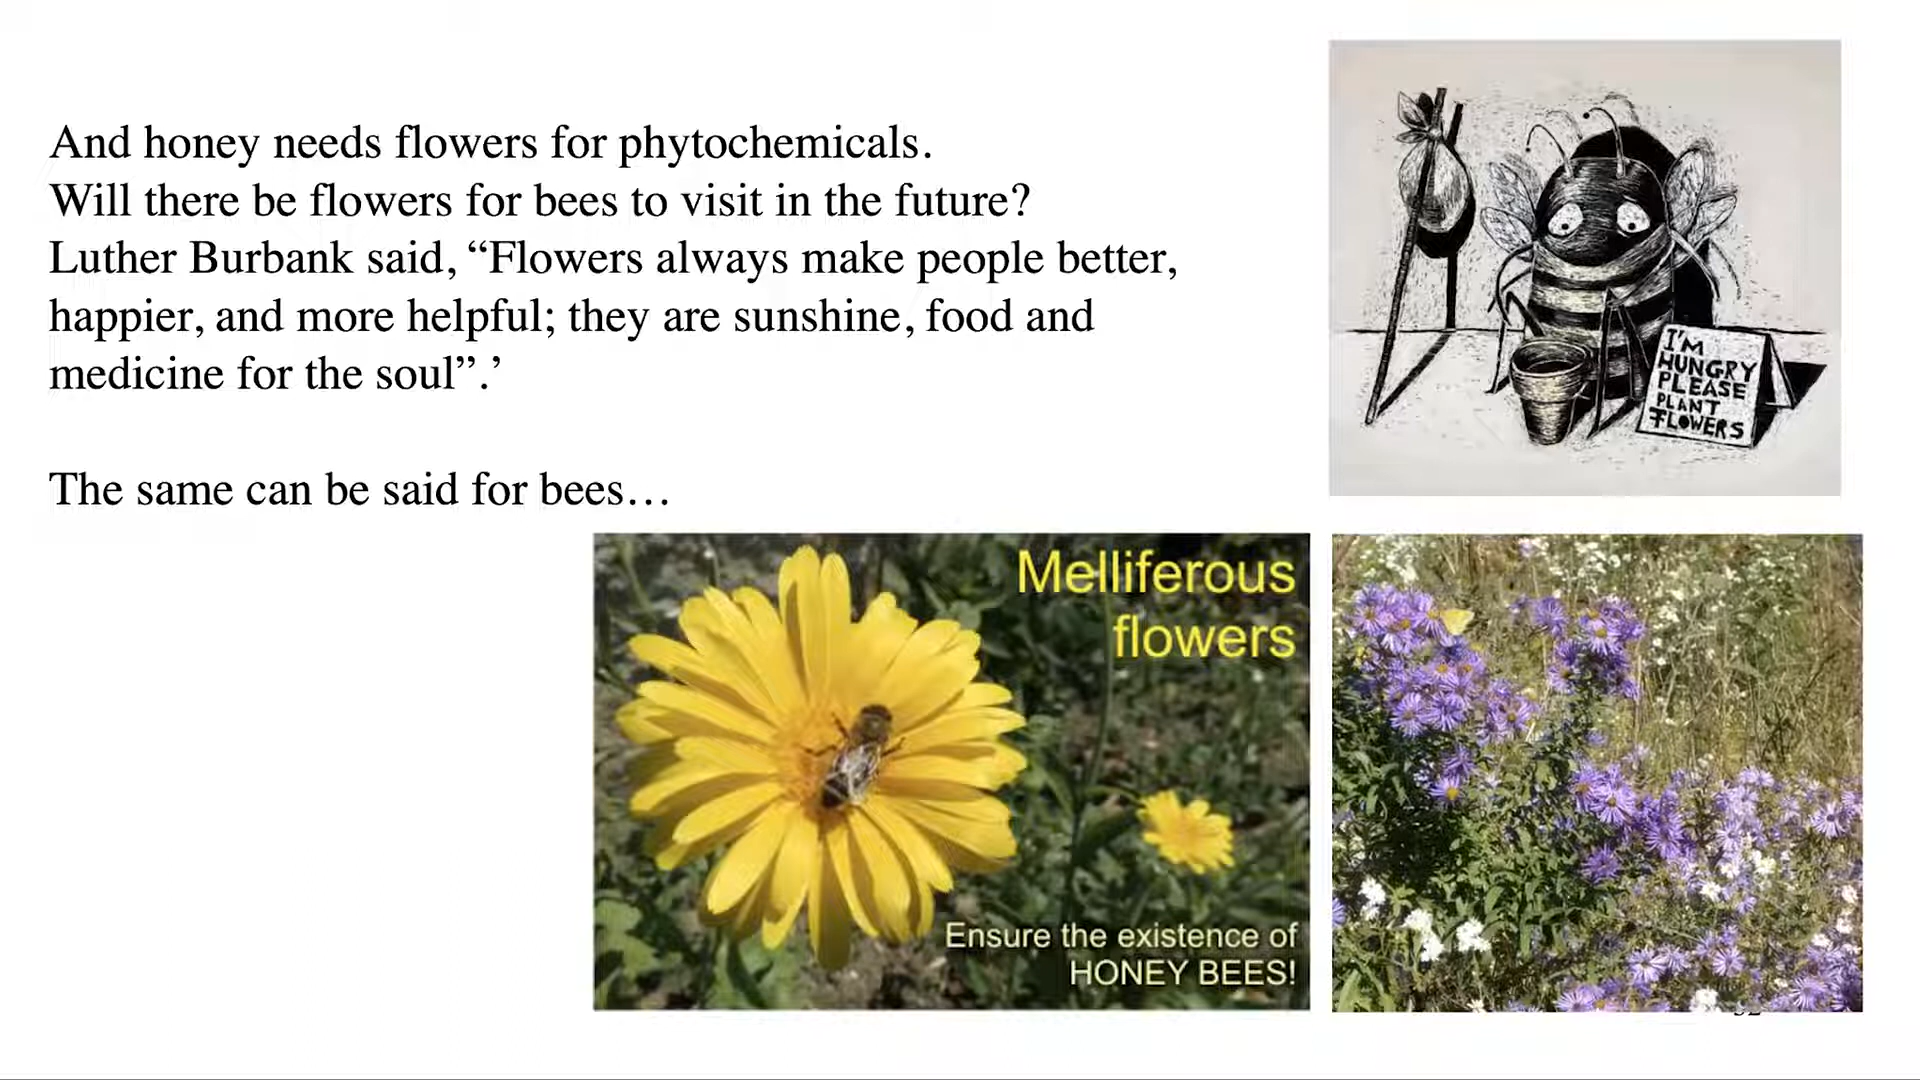 And honey needs flowers for phytochemicals.
Will there be flowers for bees to visit in the future?
Luther Burbank said, “Flowers always make people better,
happier, and more helpful; they are sunshine, food and
medicine for the soul”.’
The same can be said for bees…
I'M
HUNGRY
PLEASE
PLANT
FLOWERS
Melliferous
flowers
Ensure the existence of
HONEY BEES!